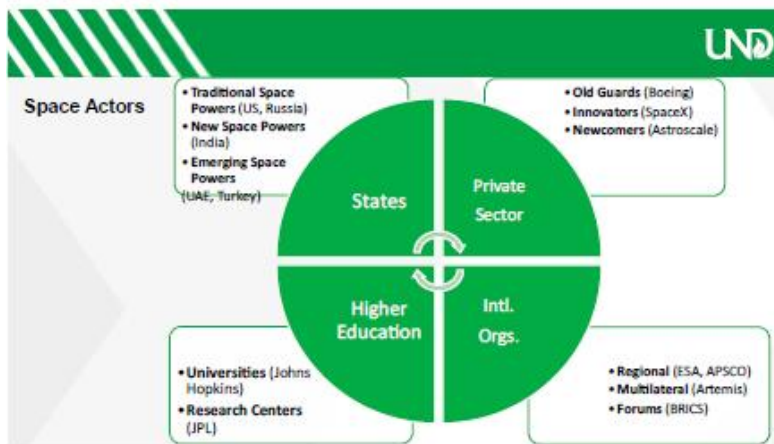 UND
Space Actors
• Traditional Space
Powers (US, Russia)
• New Space Powers
(India)
• Emerging Space
Powers
(UAE, Turkey)
• Old Guards (Boeing)
• Innovators (SpaceX)
• Newcomers (Astroscale)
States
Private
Sector
Higher
Education
Intl.
Orgs.
• Universities (Johns
Hopkins)
• Research Centers
(JPL)
• Regional (ESA, APSCO)
• Multilateral (Artemis)
• Forums (BRICS)